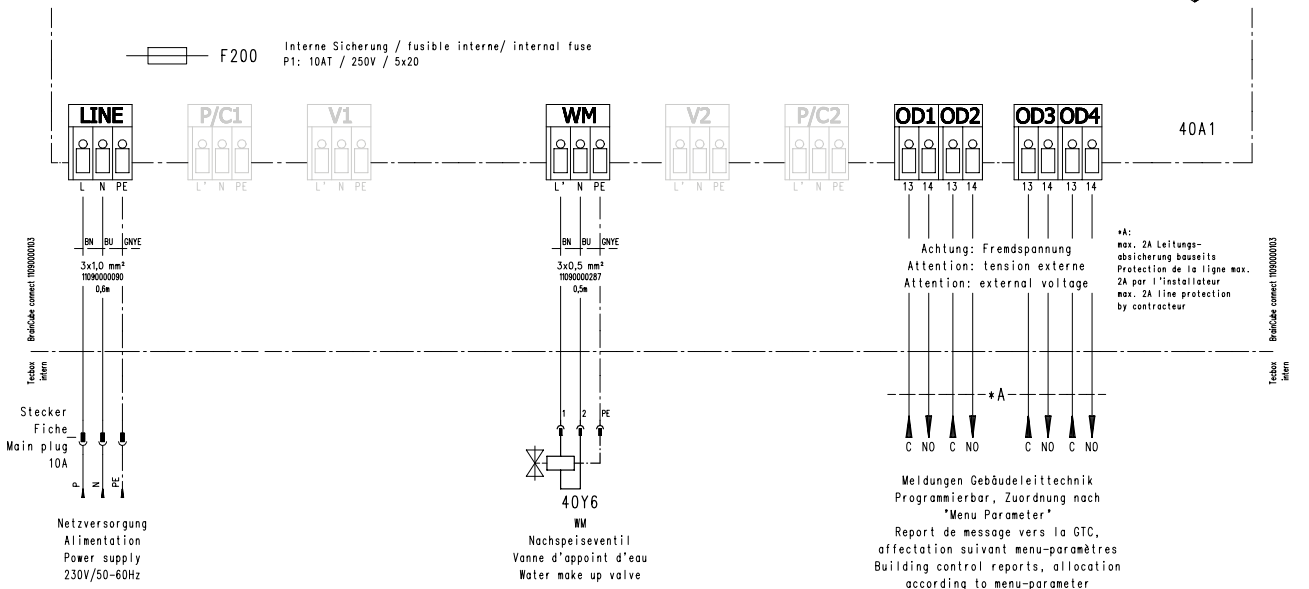 F200
Interne Sicherung / fusible interne/ internal fuse
P1: 10AT / 250V / 5x20
LINE
P/C1
V1
WM
V2
P/C2
OD1 OD2
OD3 OD4
40A1
L N PE
L' N PE
L' N PE
L' N PE
L' N PE
L' N PE
13 14 13 14
13 14 13 14
BN BU GNYE
3x1,0 mm²
11090000090
0,6m
BN BU GNYE
3x0,5 mm²
11090000287
0,5m
Achtung: Fremdspannung
Attention: tension externe
Attention: external voltage
*A:
max. 2A Leitungs-
absicherung bauseits
Protection de la ligne max.
2A par l'installateur
max. 2A line protection
by contracteur
BrainCube connect 11090000103
Tecbox
intern
BrainCube connect 11090000103
Tecbox
intern
Stecker
Fiche
Main plug
10A
P N PE
Netzversorgung
Alimentation
Power supply
230V/50-60Hz
1 2 PE
40Y6
WM
Nachspeiseventil
Vanne d'appoint d'eau
Water make up valve
*A
C NO C NO
C NO C NO
Meldungen Gebäudeleittechnik
Programmierbar, Zuordnung nach
"Menu Parameter"
Report de message vers la GTC,
affectation suivant menu-paramètres
Building control reports, allocation
according to menu-parameter